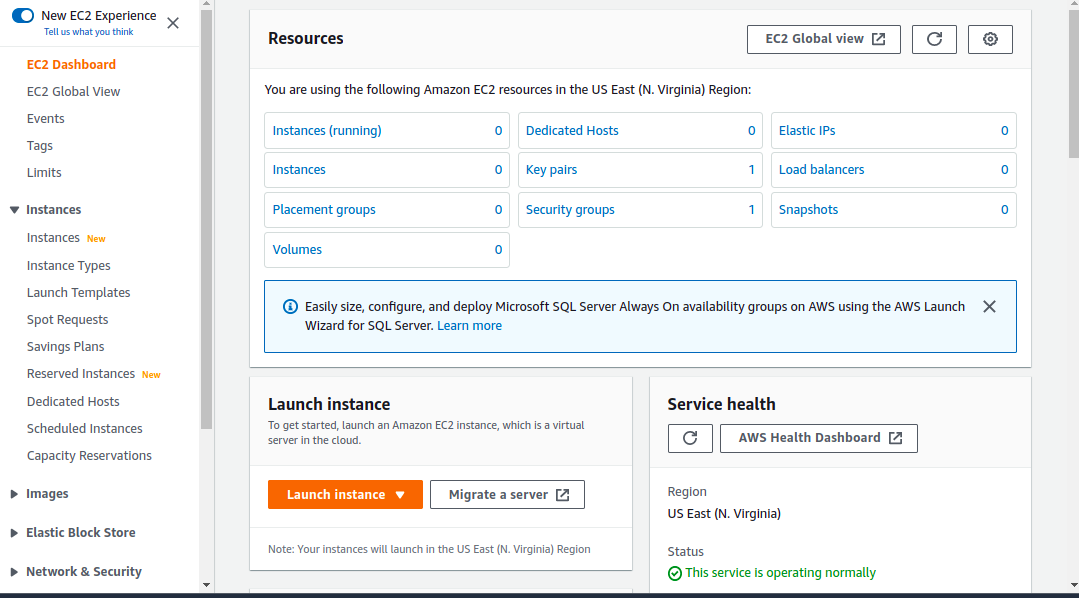 New EC2 Experience
Tell us what you think
EC2 Dashboard
EC2 Global View
Events
Tags
Limits
Instances
Instances New
Instance Types
Launch Templates
Spot Requests
Savings Plans
Reserved Instances New
Dedicated Hosts
Scheduled Instances
Capacity Reservations
Images
Elastic Block Store
Network & Security
Resources
EC2 Global view
You are using the following Amazon EC2 resources in the US East (N. Virginia) Region:
Instances (running) 0
Dedicated Hosts 0
Elastic IPs 0
Instances 0
Key pairs 1
Load balancers 0
Placement groups 0
Security groups 1
Snapshots 0
Volumes 0
Easily size, configure, and deploy Microsoft SQL Server Always On availability groups on AWS using the AWS Launch
Wizard for SQL Server. Learn more
Launch instance
To get started, launch an Amazon EC2 instance, which is a virtual
server in the cloud.
Launch instance
Migrate a server
Note: Your instances will launch in the US East (N. Virginia) Region
Service health
AWS Health Dashboard
Region
US East (N. Virginia)
Status
This service is operating normally